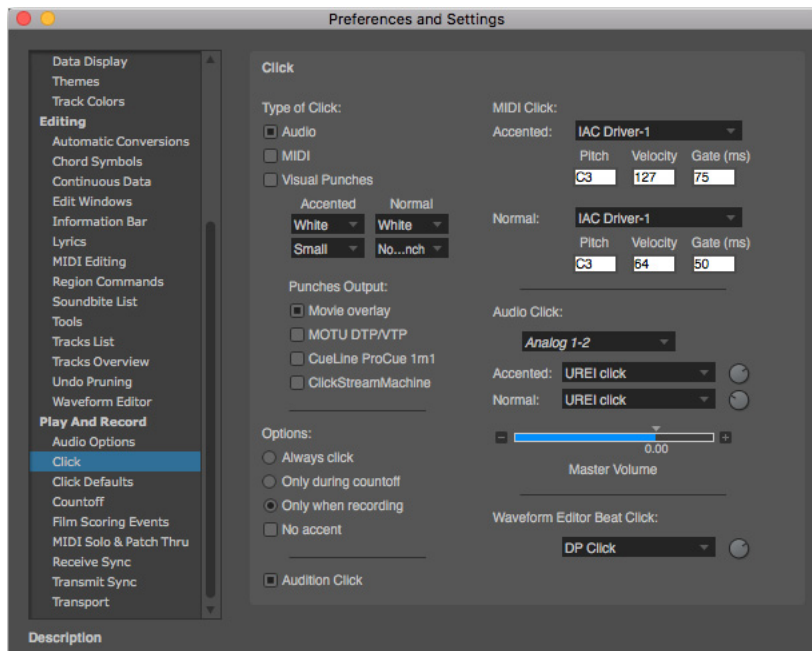 Preferences and Settings
Data Display
Themes
Track Colors
Editing
Automatic Conversions
Chord Symbols
Continuous Data
Edit Windows
Information Bar
Lyrics
MIDI Editing
Region Commands
Soundbite List
Tools
Tracks List
Tracks Overview
Undo Pruning
Waveform Editor
Play And Record
Audio Options
Click
Click Defaults
Countoff
Film Scoring Events
MIDI Solo & Patch Thru
Receive Sync
Transmit Sync
Transport
Description
Click
Type of Click:
Audio
MIDI
Visual Punches
Accented Normal
White White
Small No...nch
Punches Output:
Movie overlay
MOTU DTP/VTP
CueLine ProCue 1m1
ClickStreamMachine
Options:
Always click
Only during countoff
Only when recording
No accent
Audition Click
MIDI Click:
Accented: IAC Driver-1
Pitch Velocity Gate (ms)
C3 127 75
Normal: IAC Driver-1
Pitch Velocity Gate (ms)
C3 64 50
Audio Click:
Analog 1-2
Accented: UREI click
Normal: UREI click
0.00
Master Volume
Waveform Editor Beat Click:
DP Click